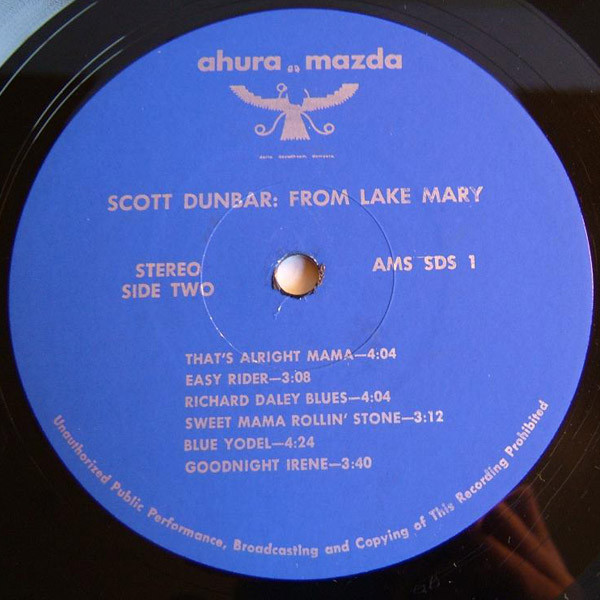 ahura mazda
SCOTT DUNBAR: FROM LAKE MARY
STEREO
SIDE TWO
AMS SDS 1
THAT'S ALRIGHT MAMA—4:04
EASY RIDER—3:08
RICHARD DALEY BLUES—4:04
SWEET MAMA ROLLIN' STONE—3:12
BLUE YODEL—4:24
GOODNIGHT IRENE—3:40
Unauthorized Public Performance, Broadcasting and Copying of This Recording Prohibited